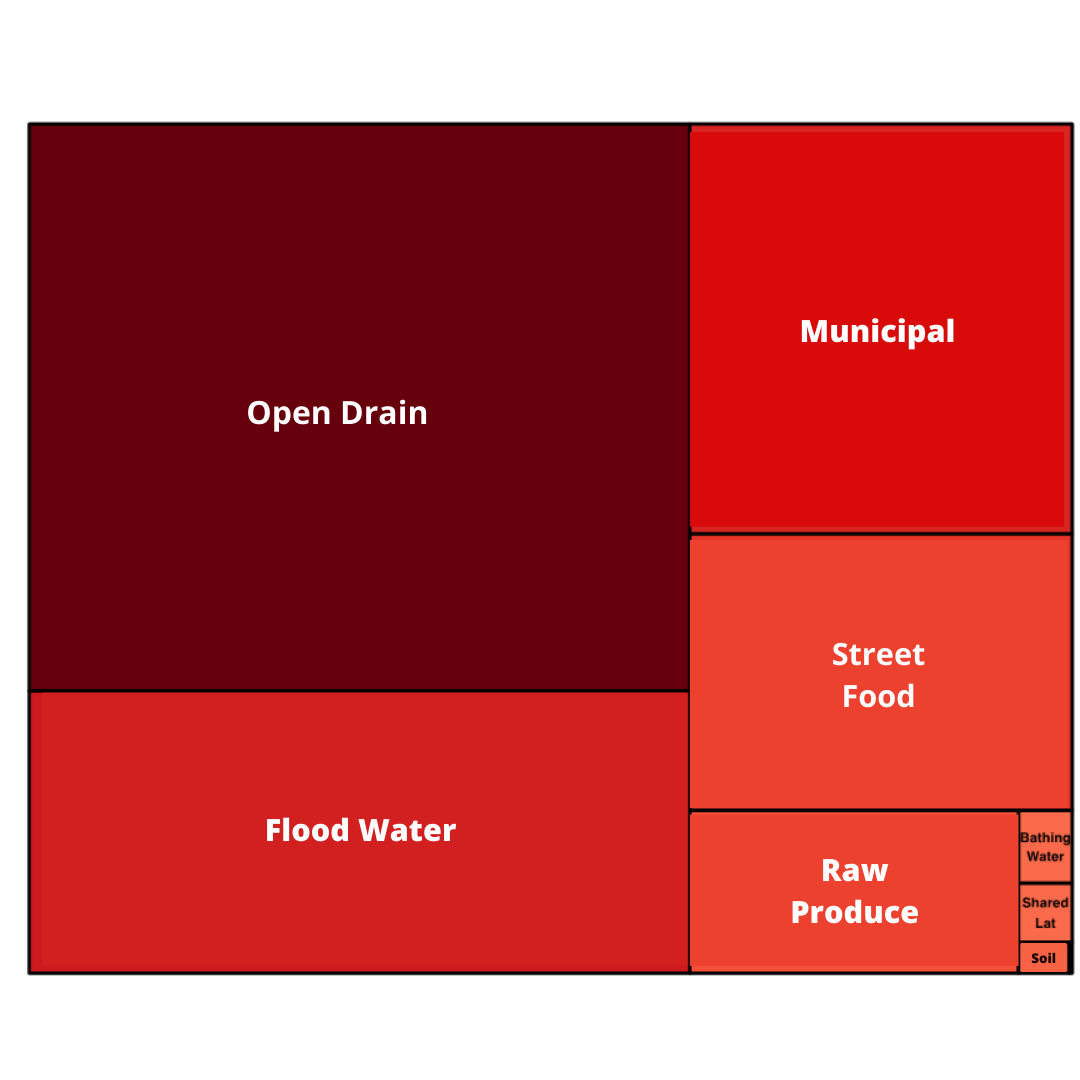 Open Drain
Municipal
Street
Food
Flood Water
Raw
Produce
Bathing
Water
Shared
Lat
Soil